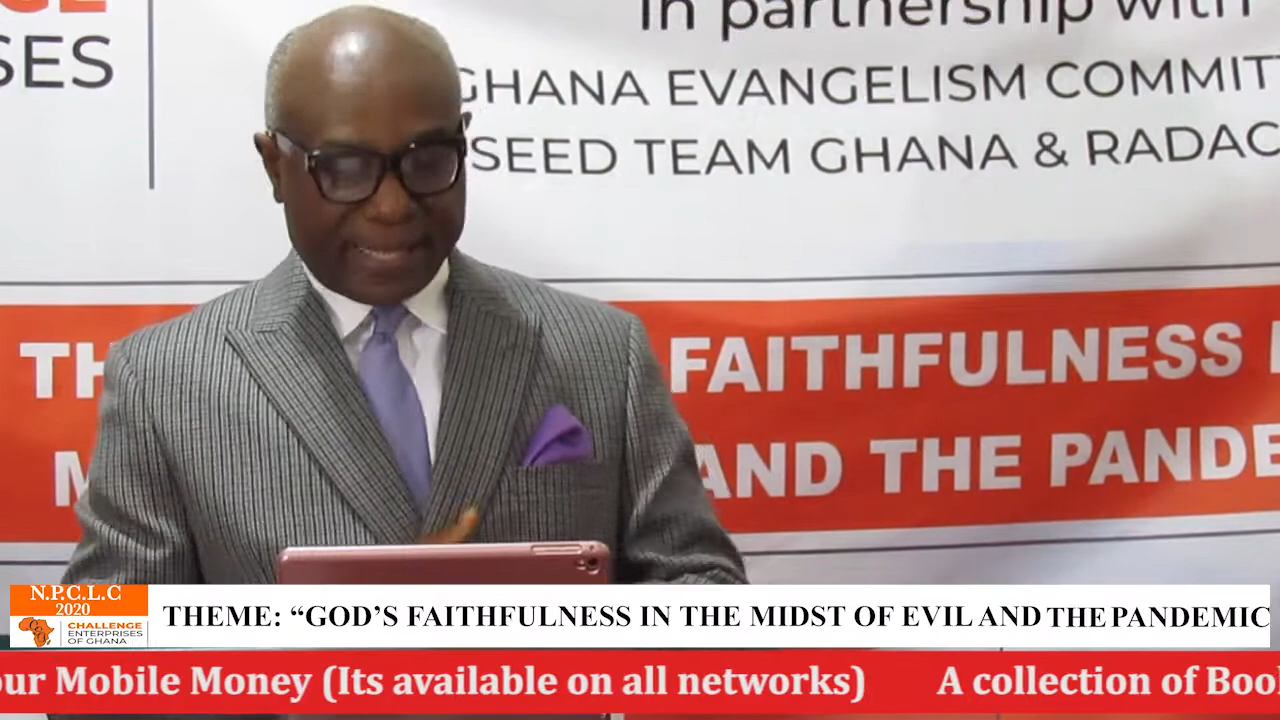 SES
In partnership with
GHANA EVANGELISM COMMIT
SEED TEAM GHANA & RADAC
TH FAITHFULNESS
M AND THE PANDE
N.P.C.L.C
2020
CHALLENGE
ENTERPRISES
OF GHANA
THEME: “GOD’S FAITHFULNESS IN THE MIDST OF EVIL AND THE PANDEMIC
our Mobile Money (Its available on all networks) A collection of Boo